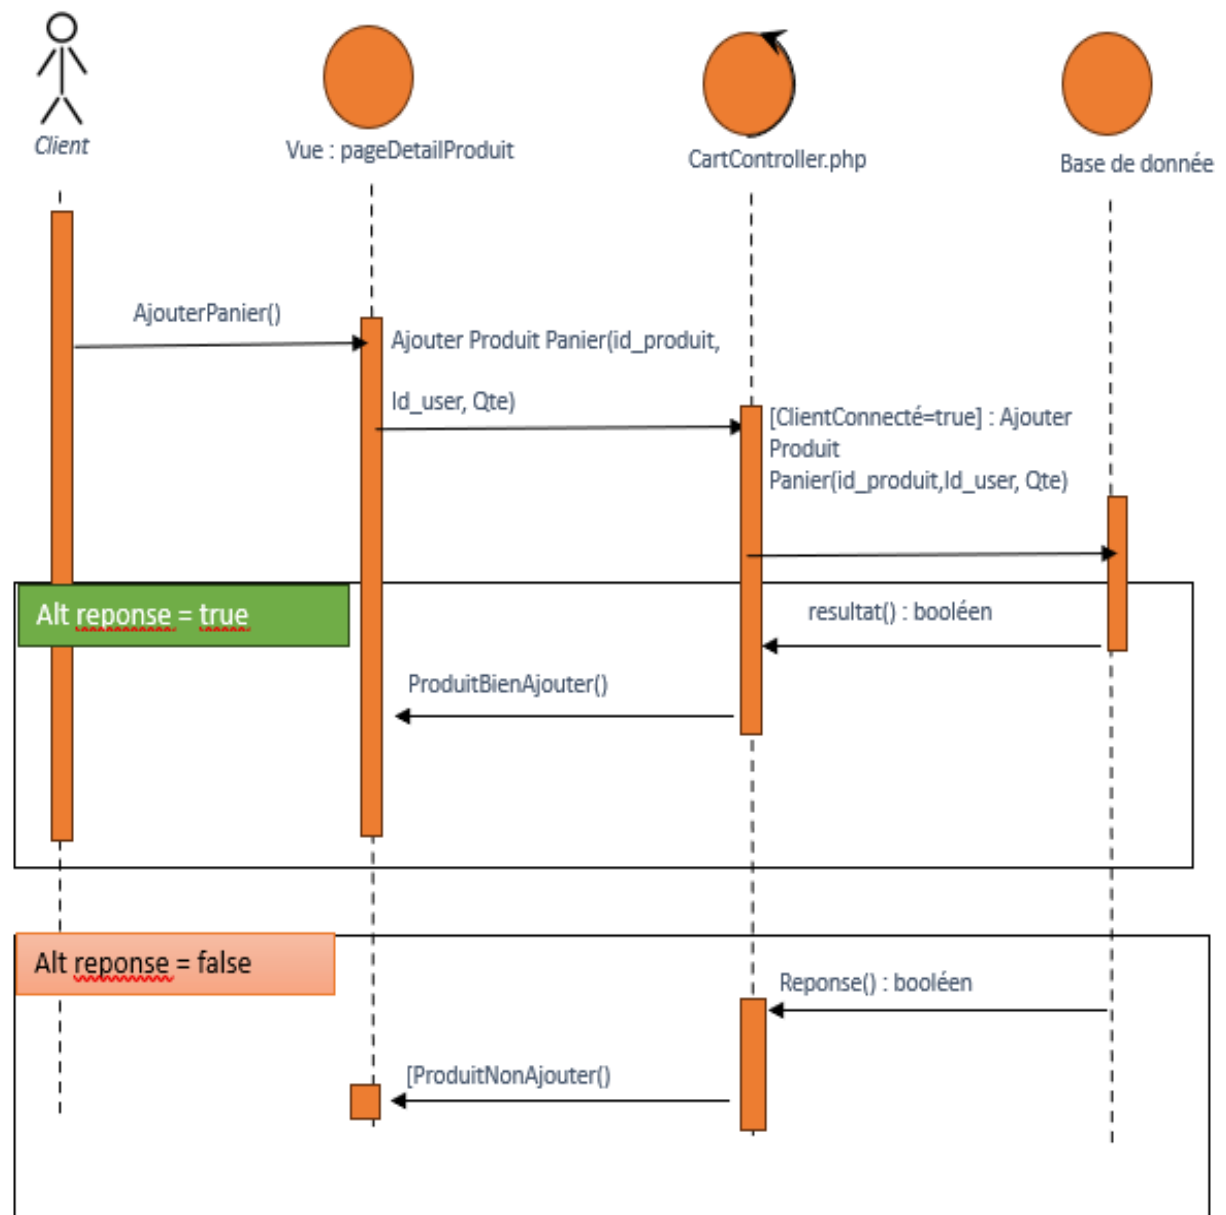 Client
Vue : pageDetailProduit
CartController.php
Base de donnée
AjouterPanier()
Ajouter Produit Panier(id_produit,
Id_user, Qte)
[ClientConnecté=true] : Ajouter
Produit
Panier(id_produit,Id_user, Qte)
Alt reponse = true
resultat() : booléen
ProduitBienAjouter()
Alt reponse = false
Reponse() : booléen
[ProduitNonAjouter()